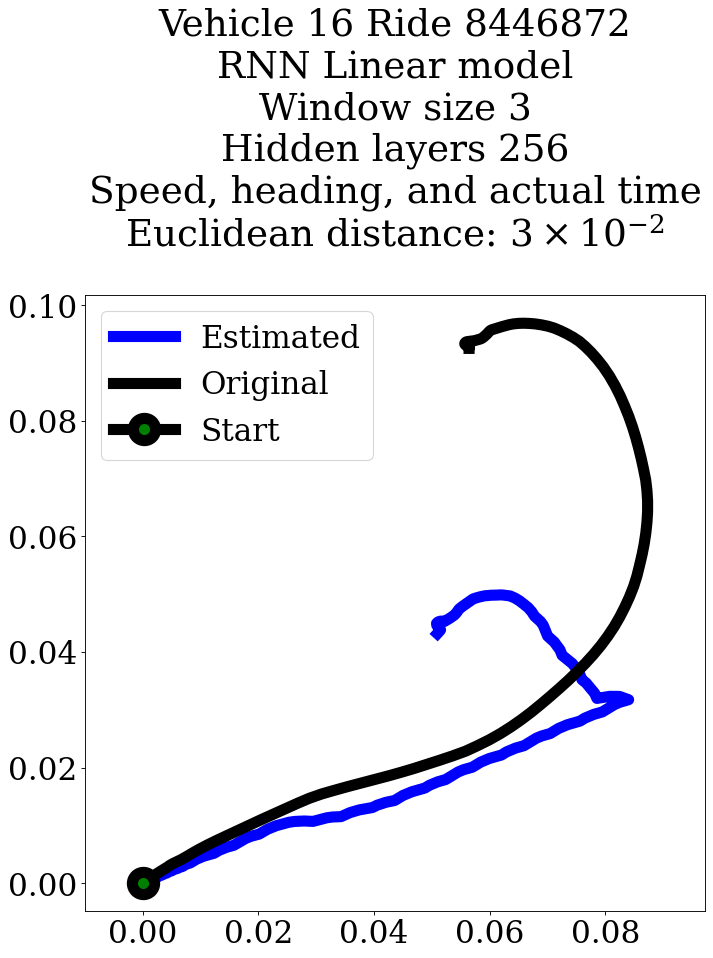 Vehicle 16 Ride 8446872
RNN Linear model
Window size 3
Hidden layers 256
Speed, heading, and actual time
Euclidean distance: 3 × 10⁻²
Estimated
Original
Start
0.10
0.08
0.06
0.04
0.02
0.00
0.00 0.02 0.04 0.06 0.08